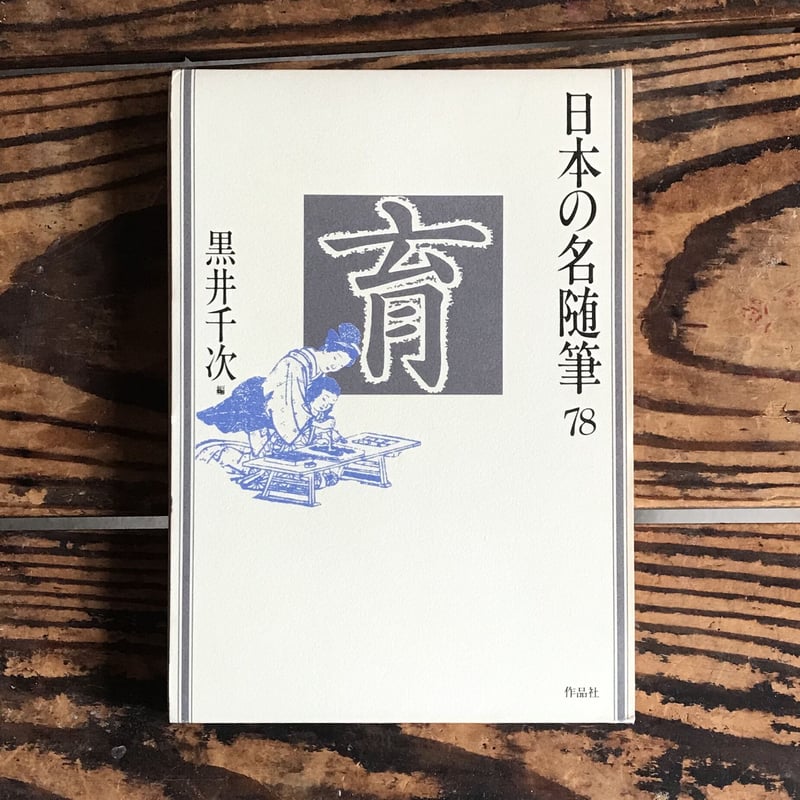 日本の名随筆 78
育
黒井千次 編
作品社